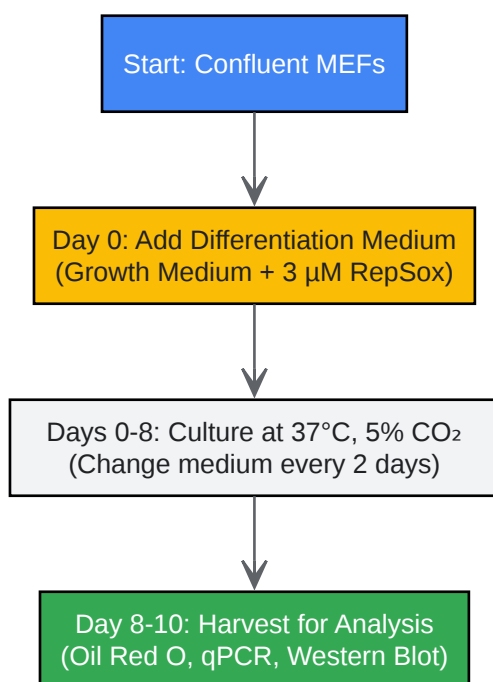 Start: Confluent MEFs
Day 0: Add Differentiation Medium
(Growth Medium + 3 µM RepSox)
Days 0-8: Culture at 37°C, 5% CO₂
(Change medium every 2 days)
Day 8-10: Harvest for Analysis
(Oil Red O, qPCR, Western Blot)